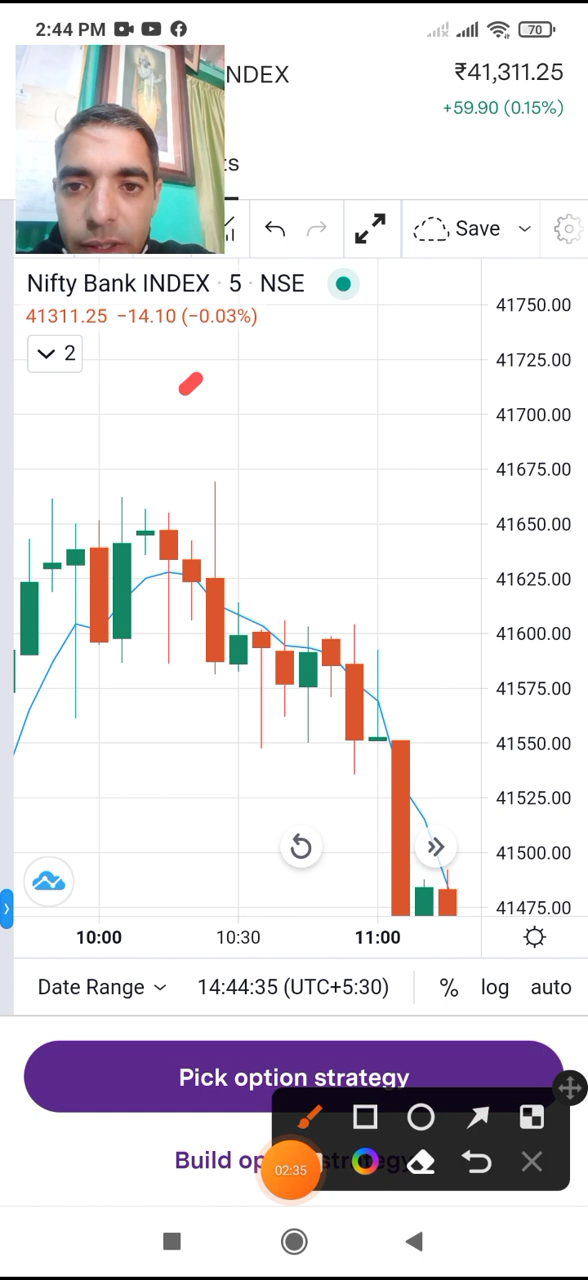 2:44 PM
70
NDEX
₹41,311.25
+59.90 (0.15%)
ts
Save
Nifty Bank INDEX · 5 · NSE
41311.25 −14.10 (−0.03%)
2
41750.00
41725.00
41700.00
41675.00
41650.00
41625.00
41600.00
41575.00
41550.00
41525.00
41500.00
41475.00
10:00
10:30
11:00
Date Range
14:44:35 (UTC+5:30)
%
log
auto
Pick option strategy
Build op
02:35